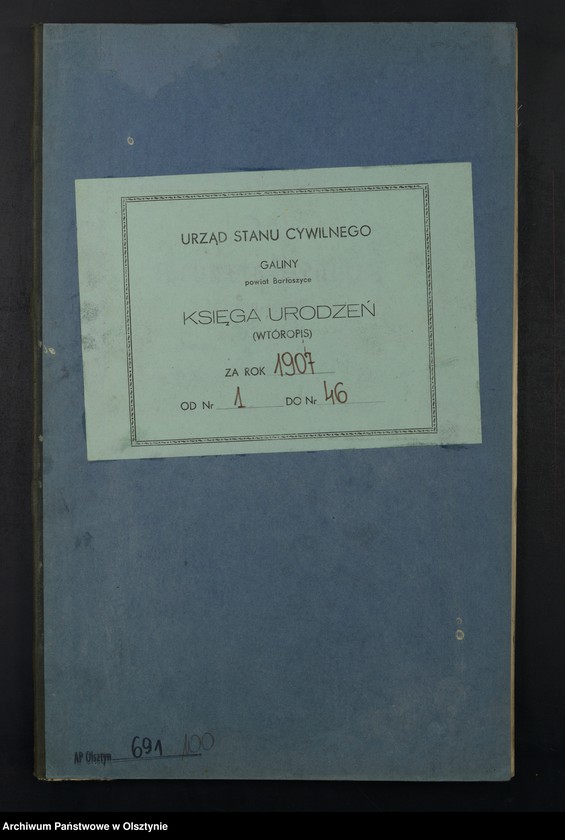 URZĄD STANU CYWILNEGO
GALINY
powiat Bartoszyce
KSIĘGA URODZEŃ
(WTÓROPIS)
ZA ROK 1907
OD Nr 1 DO Nr 46
AP Olsztyn 691 /100
Archiwum Państwowe w Olsztynie